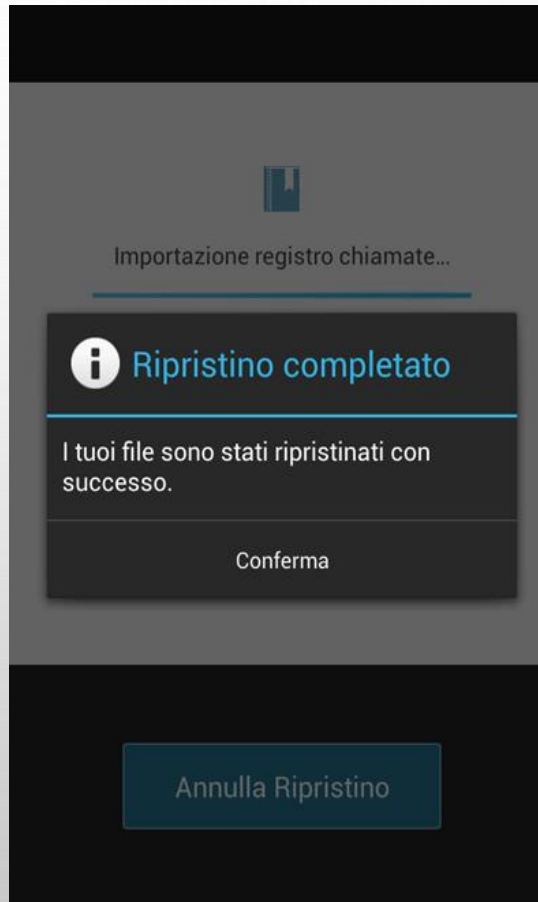 Importazione registro chiamate...
Ripristino completato
I tuoi file sono stati ripristinati con
successo.
Conferma
Annulla Ripristino